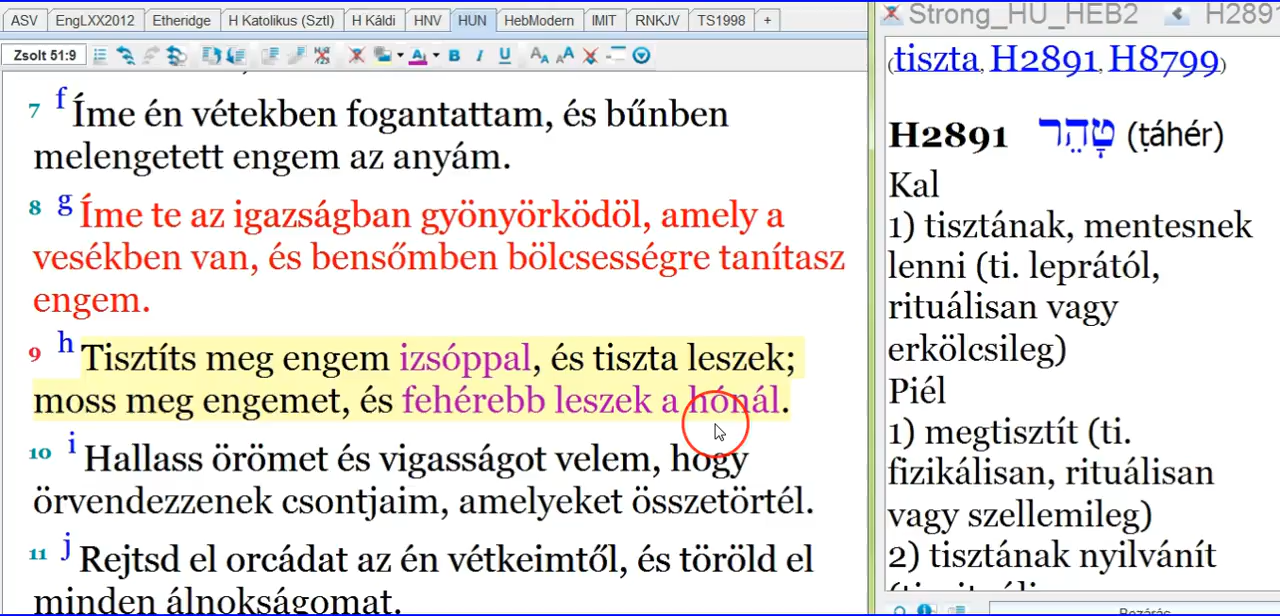 ASV EngLXX2012 Etheridge H Katolikus (Sztl) H Káldi HNV HUN HebModern IMIT RNKJV TS1998 +
Zsolt 51:9
7 f Íme én vétekben fogantattam, és bűnben
melengetett engem az anyám.
8 g Íme te az igazságban gyönyörködöl, amely a
vesékben van, és bensőmben bölcsességre tanítasz
engem.
9 h Tisztíts meg engem izsóppal, és tiszta leszek;
moss meg engemet, és fehérebb leszek a hónál.
10 i Hallass örömet és vigasságot velem, hogy
örvendezzenek csontjaim, amelyeket összetörtél.
11 j Rejtsd el orcádat az én vétkeimtől, és töröld el
minden álnokságomat.
Strong_HU_HEB2 H2891
(tiszta, H2891, H8799)
H2891 טָהֵר (ṭáhér)
Kal
1) tisztának, mentesnek
lenni (ti. leprától,
rituálisan vagy
erkölcsileg)
Piél
1) megtisztít (ti.
fizikálisan, rituálisan
vagy szellemileg)
2) tisztának nyilvánít